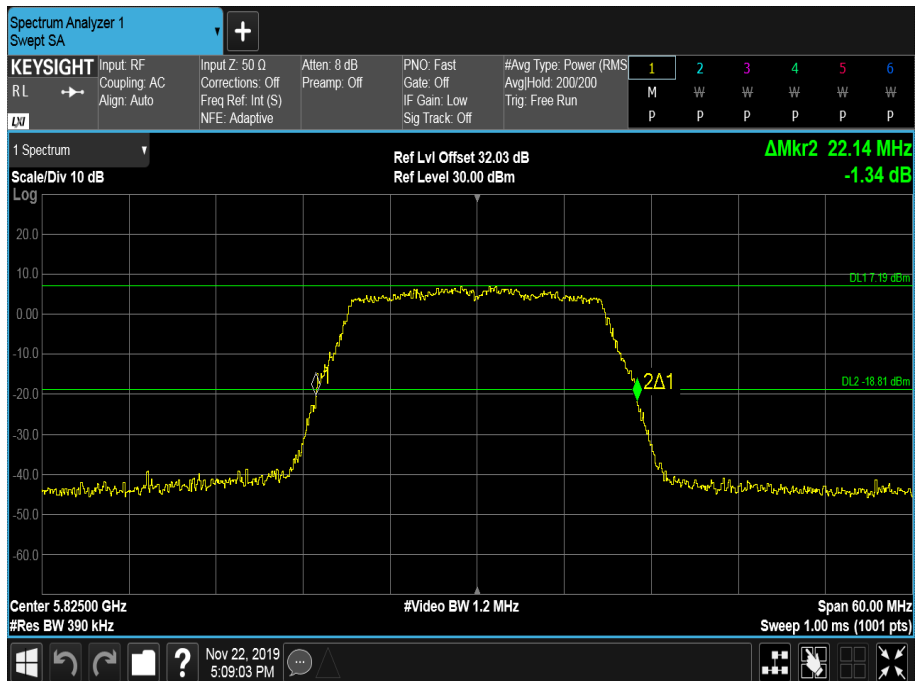 Spectrum Analyzer 1
Swept SA
KEYSIGHT
RL
LXI
Input: RF
Coupling: AC
Align: Auto
Input Z: 50 Ω
Corrections: Off
Freq Ref: Int (S)
NFE: Adaptive
Atten: 8 dB
Preamp: Off
PNO: Fast
Gate: Off
IF Gain: Low
Sig Track: Off
#Avg Type: Power (RMS
Avg|Hold: 200/200
Trig: Free Run
1 2 3 4 5 6
M W W W W W
P P P P P P
1 Spectrum
Scale/Div 10 dB
Ref Lvl Offset 32.03 dB
Ref Level 30.00 dBm
ΔMkr2 22.14 MHz
-1.34 dB
Log
20.0
10.0
DL1 7.19 dBm
0.00
-10.0
2Δ1
DL2 -18.81 dBm
-20.0
-30.0
-40.0
-50.0
-60.0
Center 5.82500 GHz
#Video BW 1.2 MHz
Span 60.00 MHz
#Res BW 390 kHz
Sweep 1.00 ms (1001 pts)
?
Nov 22, 2019
5:09:03 PM